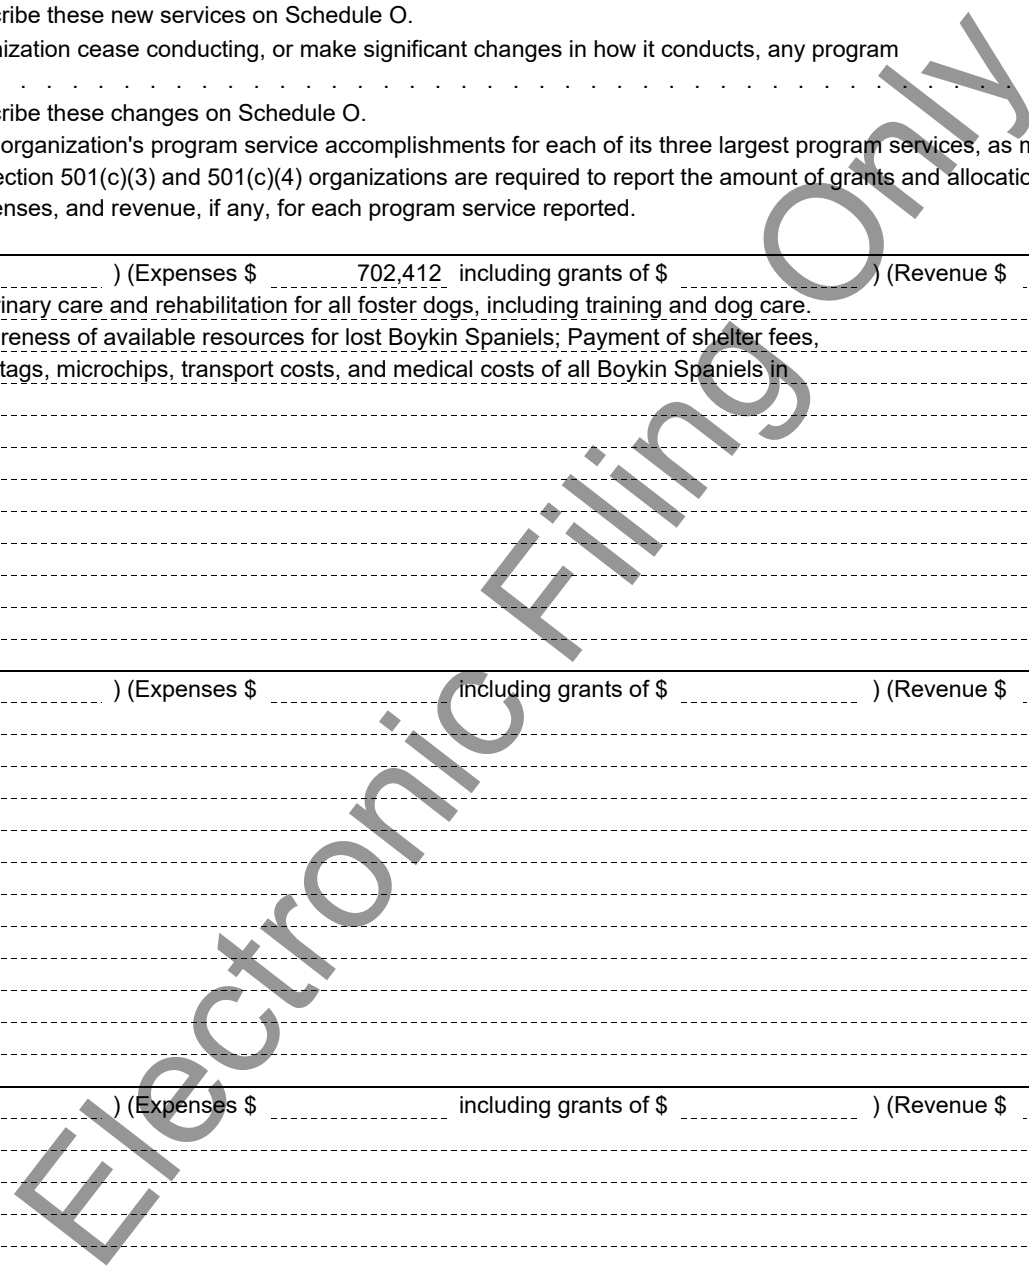 cribe these new services on Schedule O.
nization cease conducting, or make significant changes in how it conducts, any program
. . . . . . . . . . . . . . . . . . . . . . . . . . . . . . . . . . . . . . .
cribe these changes on Schedule O.
organization's program service accomplishments for each of its three largest program services, as m
ection 501(c)(3) and 501(c)(4) organizations are required to report the amount of grants and allocatio
enses, and revenue, if any, for each program service reported.
) (Expenses $ 702,412 including grants of $ ) (Revenue $
rinary care and rehabilitation for all foster dogs, including training and dog care.
reness of available resources for lost Boykin Spaniels; Payment of shelter fees,
tags, microchips, transport costs, and medical costs of all Boykin Spaniels in
) (Expenses $ including grants of $ ) (Revenue $
) (Expenses $ including grants of $ ) (Revenue $
Electronic Filing Only